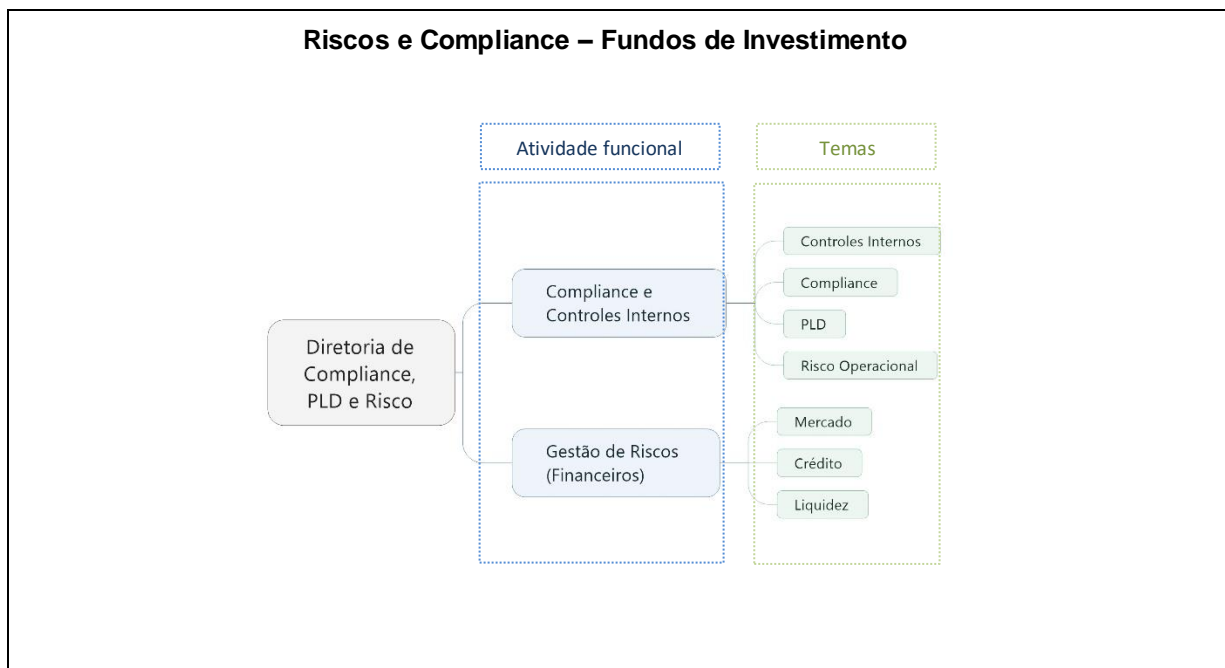 Riscos e Compliance – Fundos de Investimento
Atividade funcional
Temas
Diretoria de
Compliance,
PLD e Risco
Compliance e
Controles Internos
Controles Internos
Compliance
PLD
Risco Operacional
Gestão de Riscos
(Financeiros)
Mercado
Crédito
Liquidez